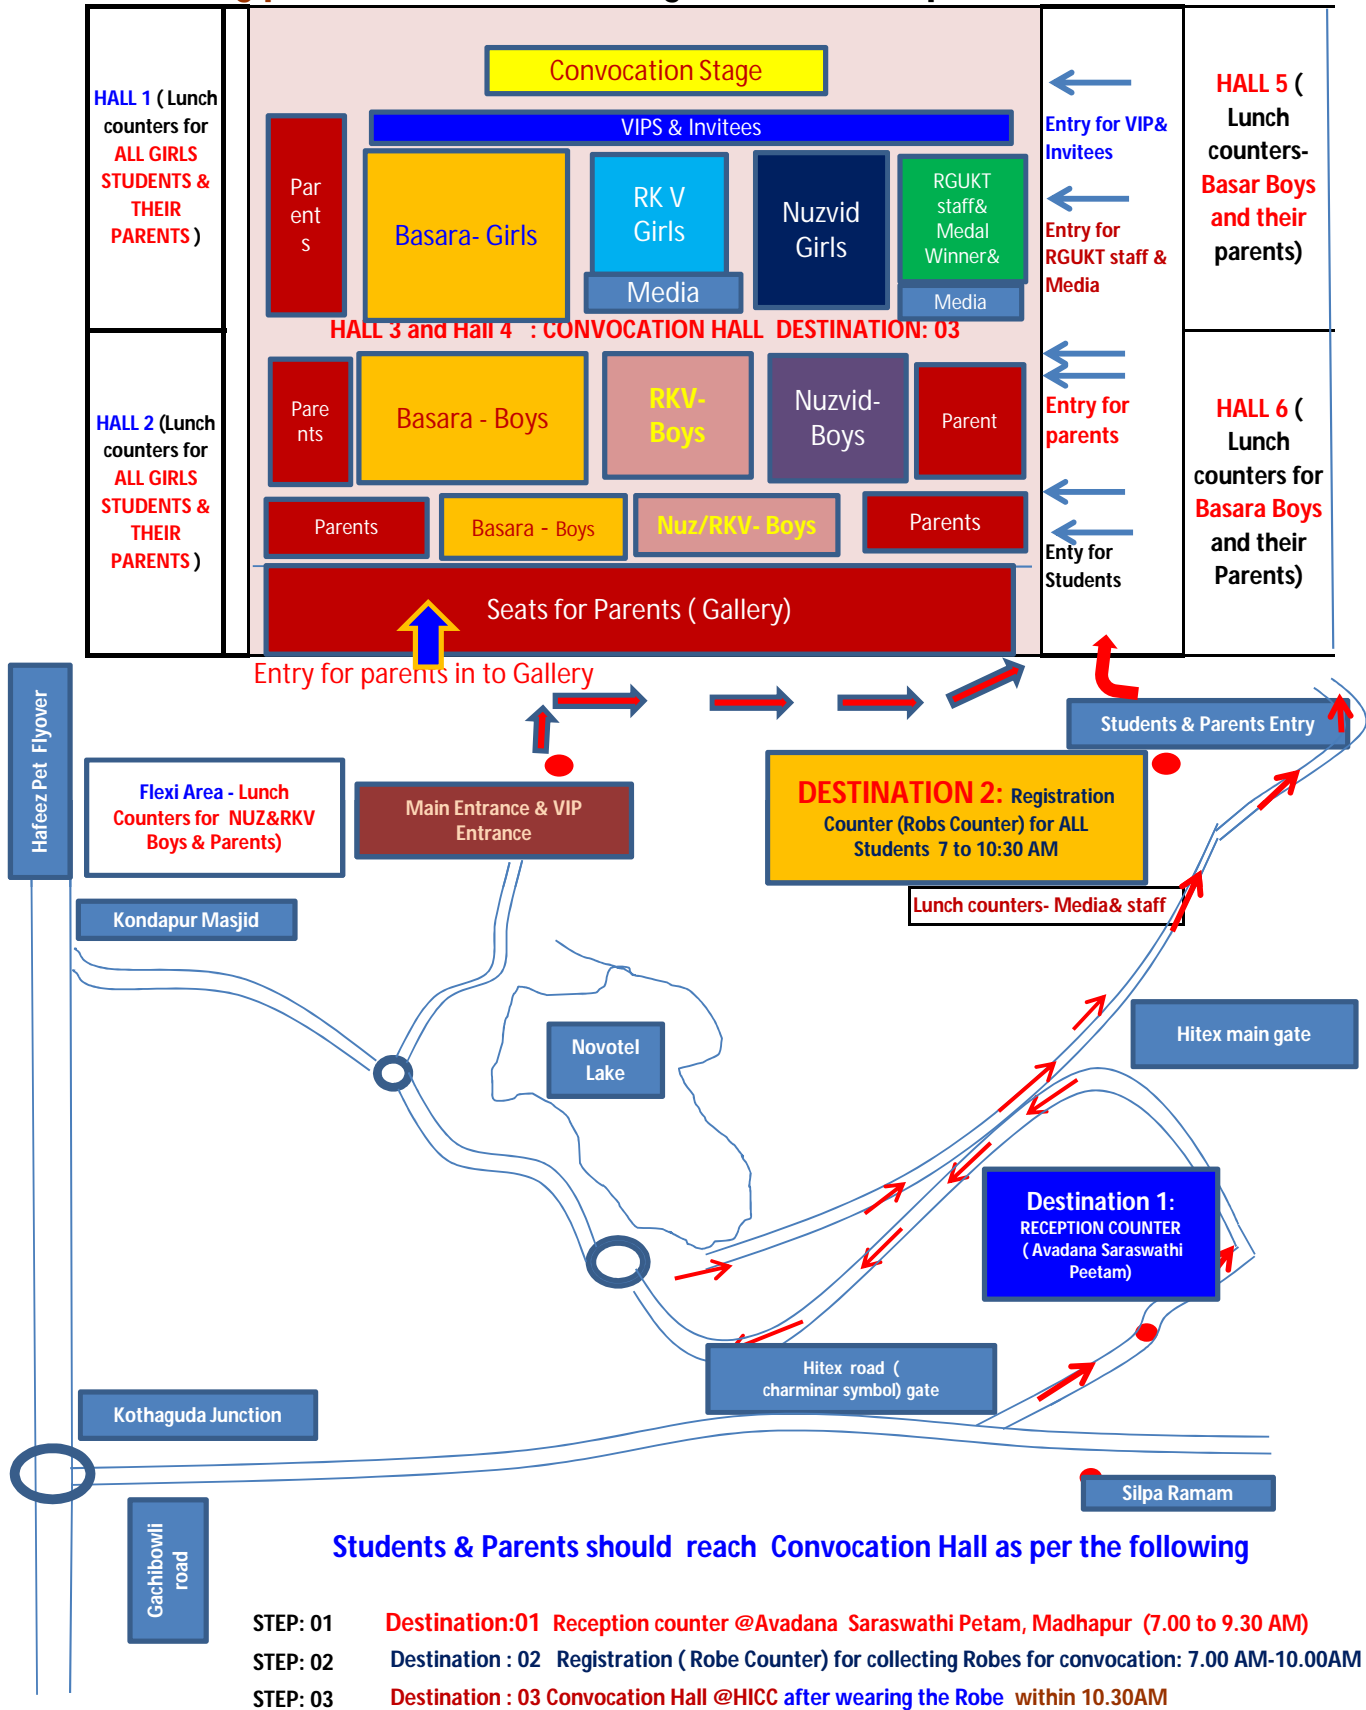 HALL 1 ( Lunch
counters for
ALL GIRLS
STUDENTS &
THEIR
PARENTS )
HALL 2 (Lunch
counters for
ALL GIRLS
STUDENTS &
THEIR
PARENTS )
Convocation Stage
VIPS & Invitees
Par
ent
s
Basara- Girls
RK V
Girls
Media
Nuzvid
Girls
RGUKT
staff&
Medal
Winner&
Media
HALL 3 and Hall 4 : CONVOCATION HALL DESTINATION: 03
Pare
nts
Basara - Boys
RKV-
Boys
Nuzvid-
Boys
Parent
Parents
Basara - Boys
Nuz/RKV- Boys
Parents
Seats for Parents ( Gallery)
Entry for parents in to Gallery
Entry for VIP&
Invitees
Entry for
RGUKT staff &
Media
Entry for
parents
Enty for
Students
HALL 5 (
Lunch
counters-
Basar Boys
and their
parents)
HALL 6 (
Lunch
counters for
Basara Boys
and their
Parents)
Hafeez Pet Flyover
Flexi Area - Lunch
Counters for NUZ&RKV
Boys & Parents)
Main Entrance & VIP
Entrance
Students & Parents Entry
DESTINATION 2: Registration
Counter (Robs Counter) for ALL
Students 7 to 10:30 AM
Lunch counters- Media& staff
Kondapur Masjid
Novotel
Lake
Hitex main gate
Destination 1:
RECEPTION COUNTER
( Avadana Saraswathi
Peetam)
Hitex road (
charminar symbol) gate
Kothaguda Junction
Silpa Ramam
Gachibowli
road
Students & Parents should reach Convocation Hall as per the following
STEP: 01 Destination:01 Reception counter @Avadana Saraswathi Petam, Madhapur (7.00 to 9.30 AM)
STEP: 02 Destination : 02 Registration ( Robe Counter) for collecting Robes for convocation: 7.00 AM-10.00AM
STEP: 03 Destination : 03 Convocation Hall @HICC after wearing the Robe within 10.30AM